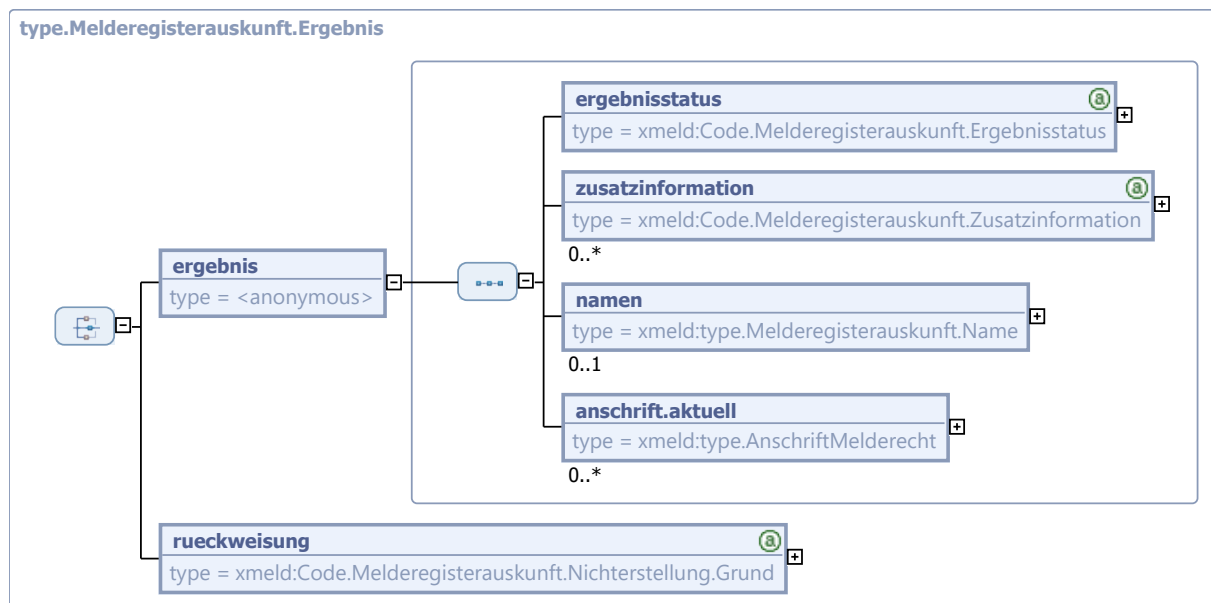 type.Melderegisterauskunft.Ergebnis
ergebnisstatus
type = xmeld:Code.Melderegisterauskunft.Ergebnisstatus
zusatzinformation
type = xmeld:Code.Melderegisterauskunft.Zusatzinformation
0..*
ergebnis
type = <anonymous>
namen
type = xmeld:type.Melderegisterauskunft.Name
0..1
anschrift.aktuell
type = xmeld:type.AnschriftMelderecht
0..*
rueckweisung
type = xmeld:Code.Melderegisterauskunft.Nichterstellung.Grund